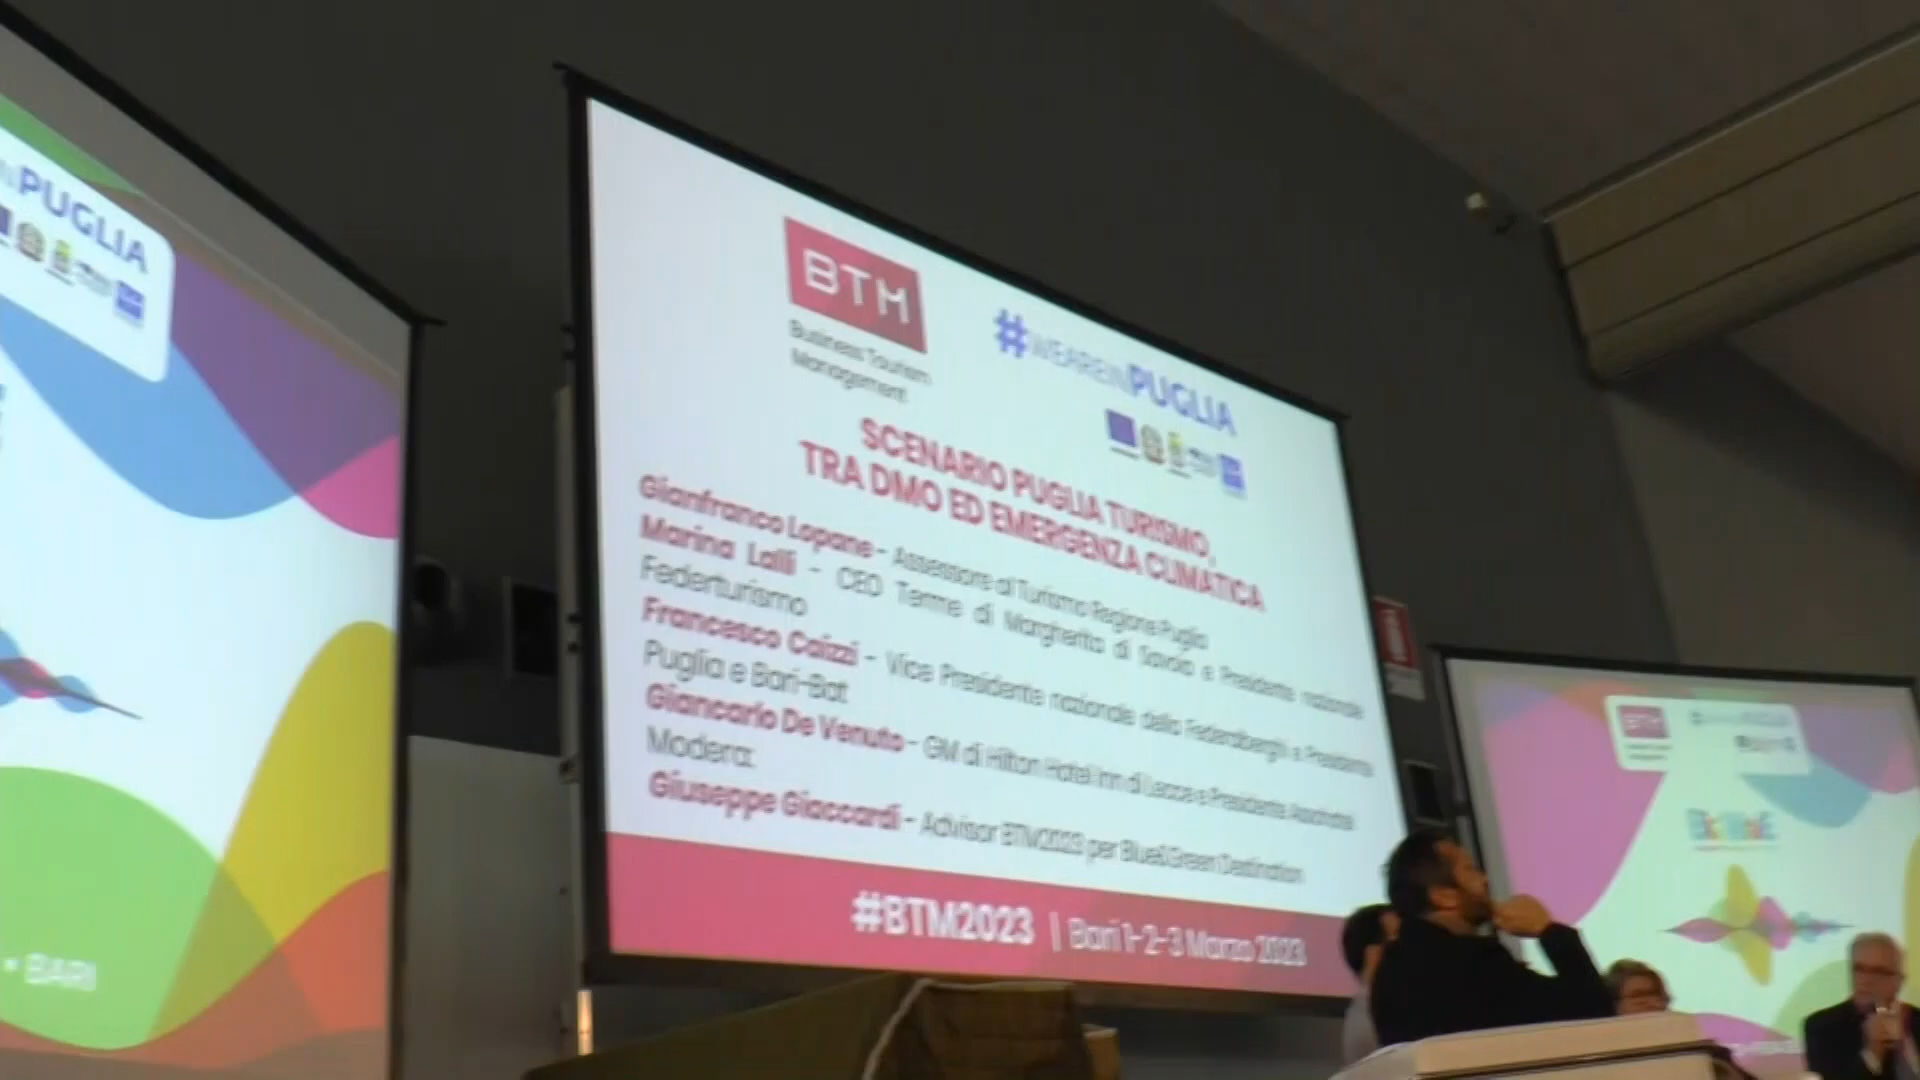 PUGLIA
• BARI
BTM
Business Tourism
Management
#WEAREINPUGLIA
SCENARIO PUGLIA TURISMO,
TRA DMO ED EMERGENZA CLIMATICA
Gianfranco Lopane - Assessore al Turismo Regione Puglia
Marina Lalli - CEO Terme di Margherita di Savoia e Presidente nazionale
Federturismo
Francesco Caizzi - Vice Presidente nazionale della Federalberghi e Presidente
Puglia e Bari-Bat
Giancarlo De Venuto - GM di Hilton Hotel Inn di Lecce e Presidente Assohotel
Modera:
Giuseppe Giaccardi - Advisor BTM2023 per Blue&Green Destination
#BTM2023 | Bari 1-2-3 Marzo 2023
BTM